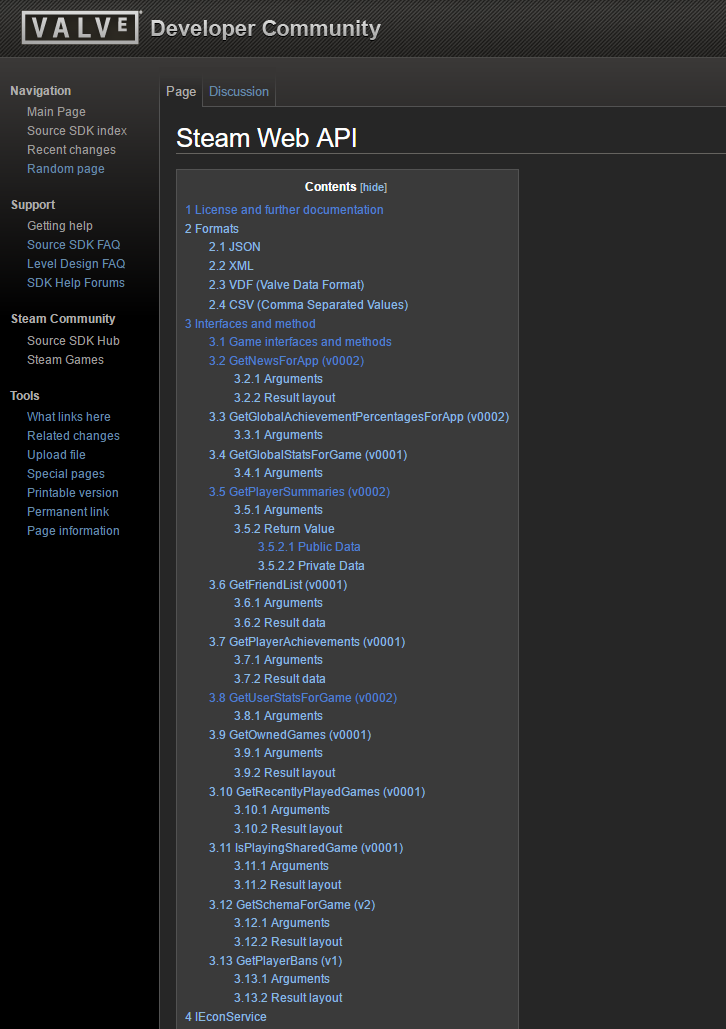 VALVE Developer Community
Navigation
Main Page
Source SDK index
Recent changes
Random page
Support
Getting help
Source SDK FAQ
Level Design FAQ
SDK Help Forums
Steam Community
Source SDK Hub
Steam Games
Tools
What links here
Related changes
Upload file
Special pages
Printable version
Permanent link
Page information
Page Discussion
Steam Web API
Contents [hide]
1 License and further documentation
2 Formats
2.1 JSON
2.2 XML
2.3 VDF (Valve Data Format)
2.4 CSV (Comma Separated Values)
3 Interfaces and method
3.1 Game interfaces and methods
3.2 GetNewsForApp (v0002)
3.2.1 Arguments
3.2.2 Result layout
3.3 GetGlobalAchievementPercentagesForApp (v0002)
3.3.1 Arguments
3.4 GetGlobalStatsForGame (v0001)
3.4.1 Arguments
3.5 GetPlayerSummaries (v0002)
3.5.1 Arguments
3.5.2 Return Value
3.5.2.1 Public Data
3.5.2.2 Private Data
3.6 GetFriendList (v0001)
3.6.1 Arguments
3.6.2 Result data
3.7 GetPlayerAchievements (v0001)
3.7.1 Arguments
3.7.2 Result data
3.8 GetUserStatsForGame (v0002)
3.8.1 Arguments
3.9 GetOwnedGames (v0001)
3.9.1 Arguments
3.9.2 Result layout
3.10 GetRecentlyPlayedGames (v0001)
3.10.1 Arguments
3.10.2 Result layout
3.11 IsPlayingSharedGame (v0001)
3.11.1 Arguments
3.11.2 Result layout
3.12 GetSchemaForGame (v2)
3.12.1 Arguments
3.12.2 Result layout
3.13 GetPlayerBans (v1)
3.13.1 Arguments
3.13.2 Result layout
4 IEconService